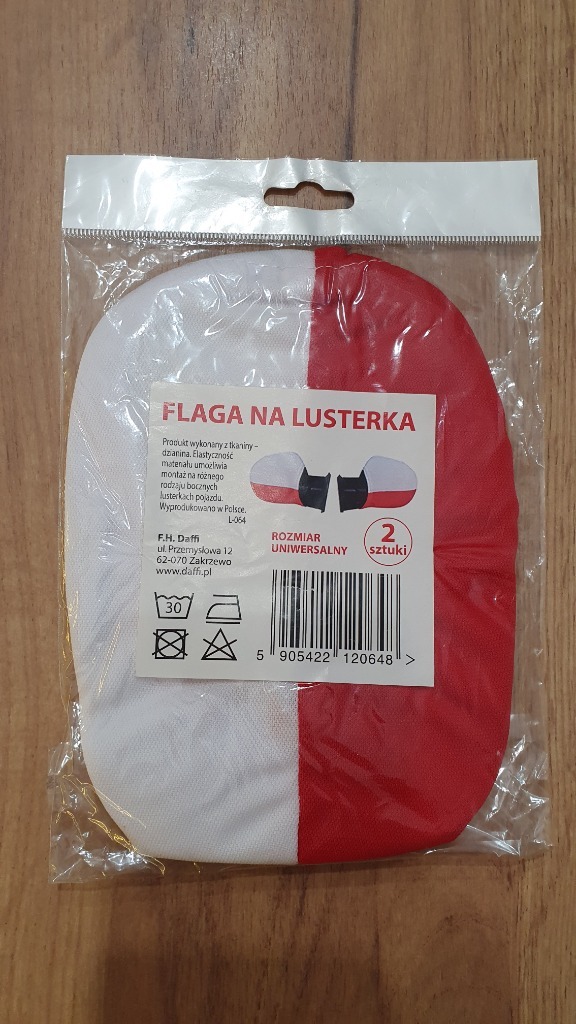 FLAGA NA LUSTERKA
Produkt wykonany z tkaniny –
dzianina. Elastyczność
materiału umożliwia
montaż na różnego
rodzaju bocznych
lusterkach pojazdu.
Wyprodukowano w Polsce.
L-064
F.H. Daffi
ul. Przemysłowa 12
62-070 Zakrzewo
www.daffi.pl
ROZMIAR
UNIWERSALNY
2
sztuki
30
5 905422 120648 >